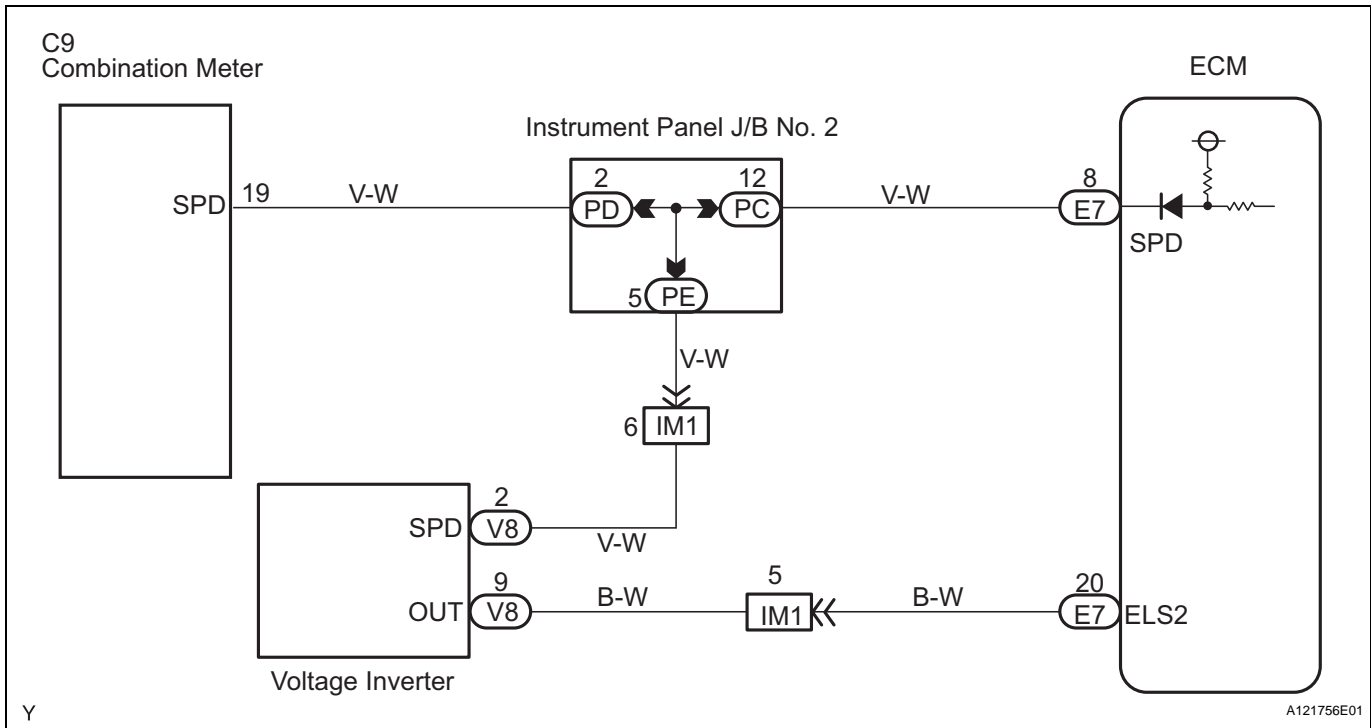 C9
Combination Meter
ECM
Instrument Panel J/B No. 2
2
12
8
SPD
19
V-W
PD
PC
V-W
E7
SPD
5
PE
V-W
6
IM1
2
SPD
V8
V-W
9
5
20
OUT
V8
B-W
IM1
B-W
E7
ELS2
Voltage Inverter
Y
A121756E01